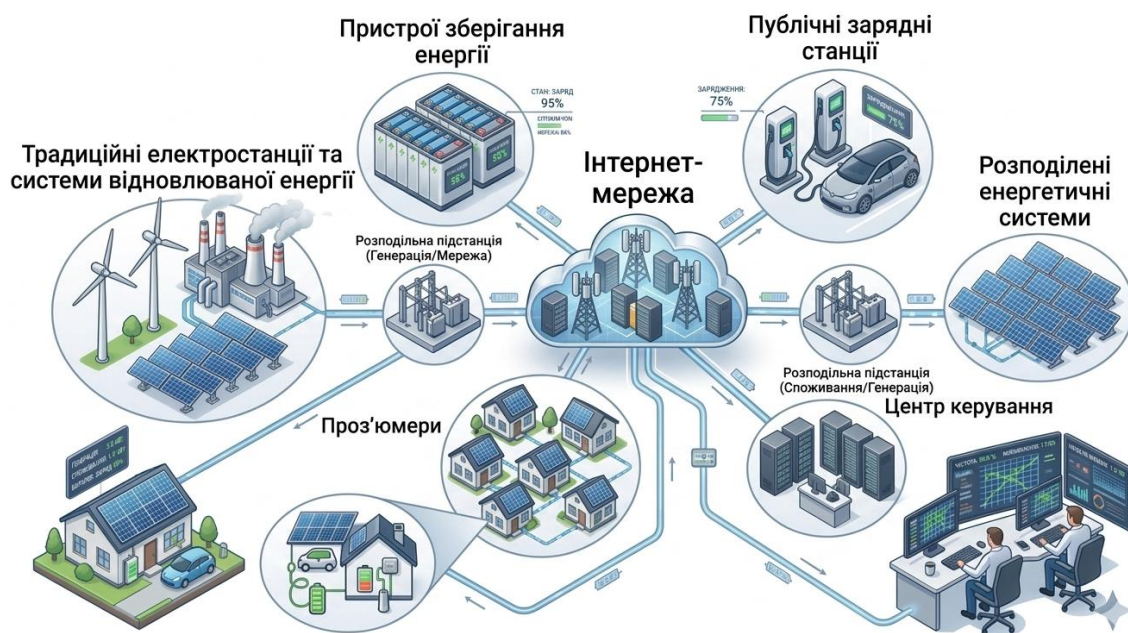 Пристрої зберігання
енергії
Публічні зарядні
станції
СТАН: ЗАРЯД
95%
ЗАРЯДЖЕННЯ:
75%
75%
Традиційні електростанції та
системи відновлюваної енергії
Інтернет-
мережа
Розподілені
енергетичні
системи
Розподільна підстанція
(Генерація/Мережа)
Розподільна підстанція
(Споживання/Генерація)
Проз'юмери
Центр керування